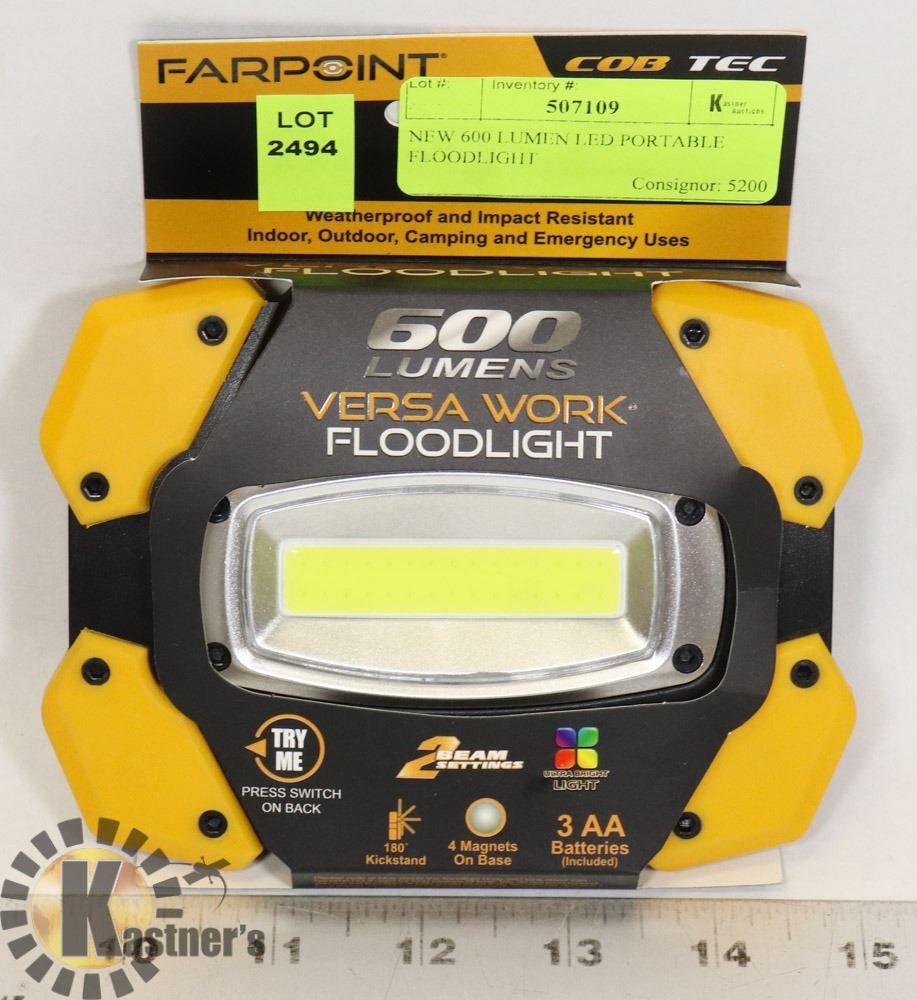 FARPOINT®
COB TEC
LOT
2494
Lot #:
Inventory #:
507109
Kastner
Auctions
NEW 600 LUMEN LED PORTABLE
FLOODLIGHT
Consignor: 5200
Weatherproof and Impact Resistant
Indoor, Outdoor, Camping and Emergency Uses
FLOODLIGHT
600
LUMENS
VERSA WORK
FLOODLIGHT
TRY
ME
PRESS SWITCH
ON BACK
2 BEAM
SETTINGS
ULTRA BRIGHT
LIGHT
180°
Kickstand
4 Magnets
On Base
3 AA
Batteries
(Included)
Kastner's
10 11 12 13 14 15